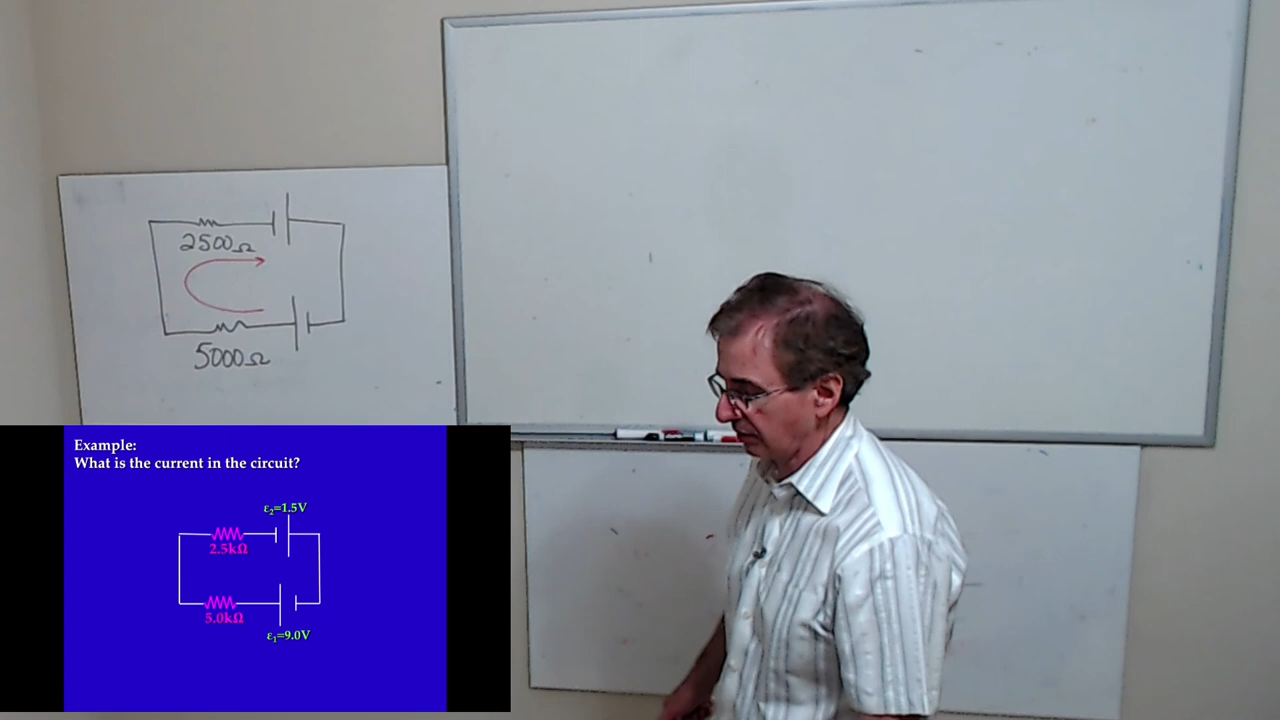 2500Ω
5000Ω
Example:
What is the current in the circuit?
ε₂=1.5V
2.5kΩ
5.0kΩ
ε₁=9.0V